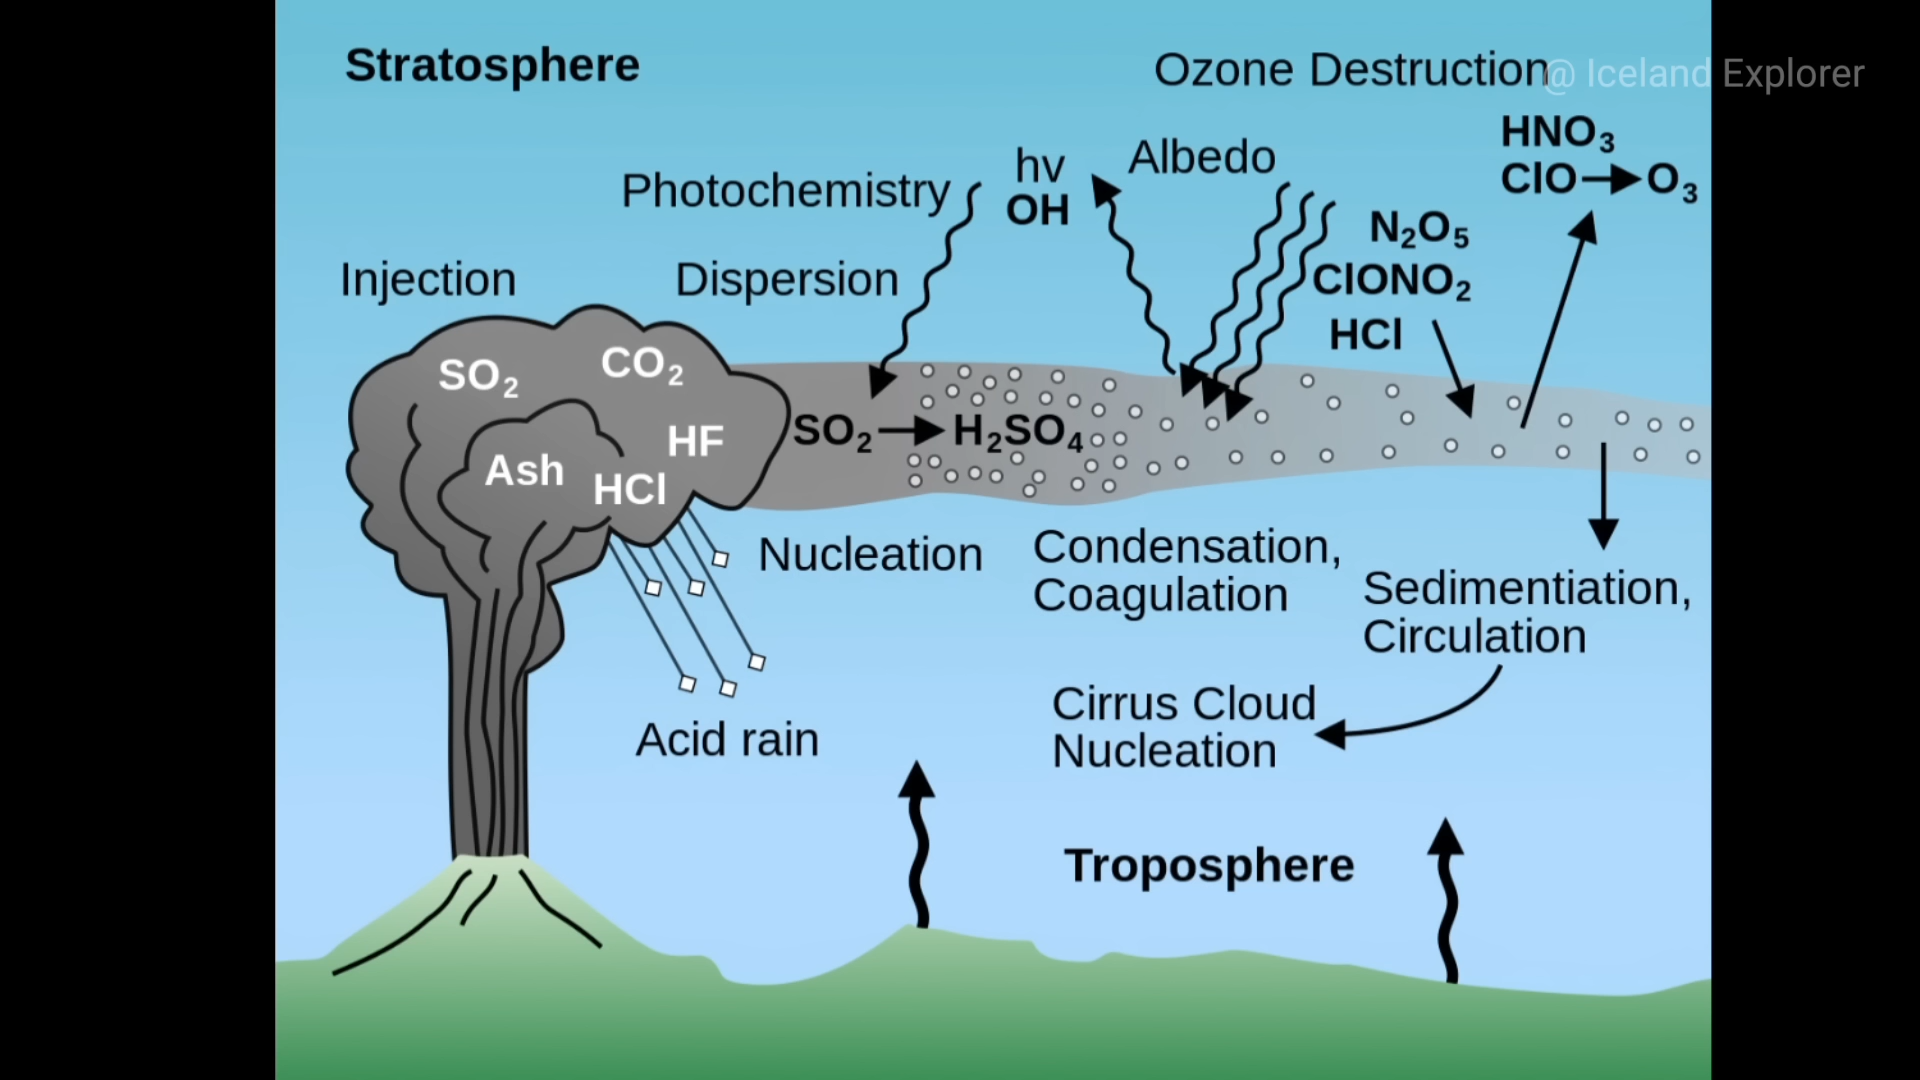 Stratosphere
Ozone Destruction
@ Iceland Explorer
HNO₃
ClO → O₃
Photochemistry
hv
OH
Albedo
N₂O₅
ClONO₂
HCl
Injection
Dispersion
SO₂
CO₂
HF
Ash
HCl
SO₂ → H₂SO₄
Nucleation
Condensation,
Coagulation
Sedimentiation,
Circulation
Acid rain
Cirrus Cloud
Nucleation
Troposphere